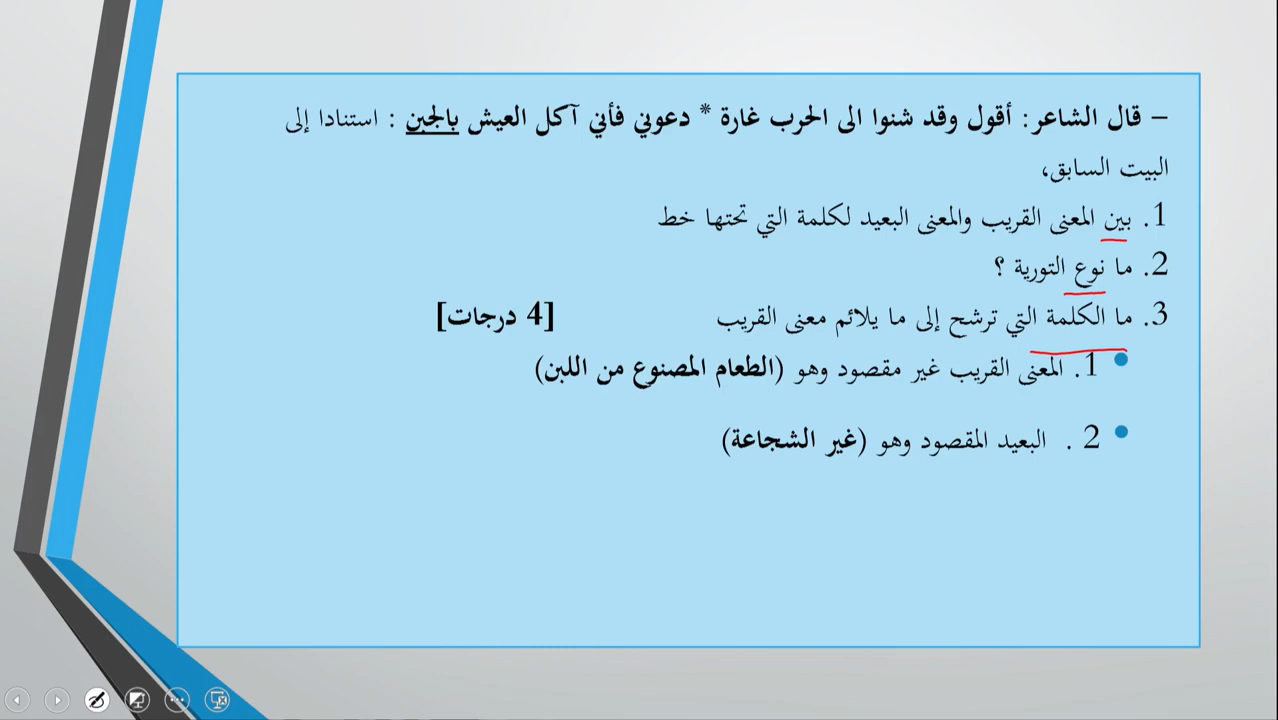 – قال الشاعر: أقول وقد شنوا الى الحرب غارة * دعوني فأني آكل العيش بالجبن : استنادا إلى
البيت السابق،
1. بين المعنى القريب والمعنى البعيد لكلمة التي تحتها خط
2. ما نوع التورية ؟
3. ما الكلمة التي ترشح إلى ما يلائم معنى القريب [4 درجات]
• 1. المعنى القريب غير مقصود وهو (الطعام المصنوع من اللبن)
• 2 . البعيد المقصود وهو (غير الشجاعة)